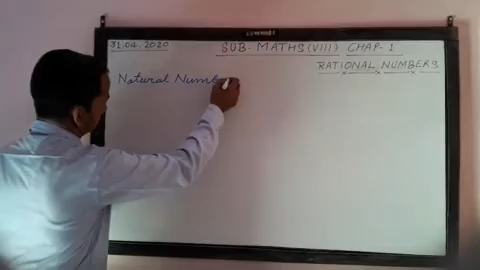 31.04.2020
SUB- MATHS (VIII) CHAP- 1
RATIONAL NUMBERS
Natural Numb